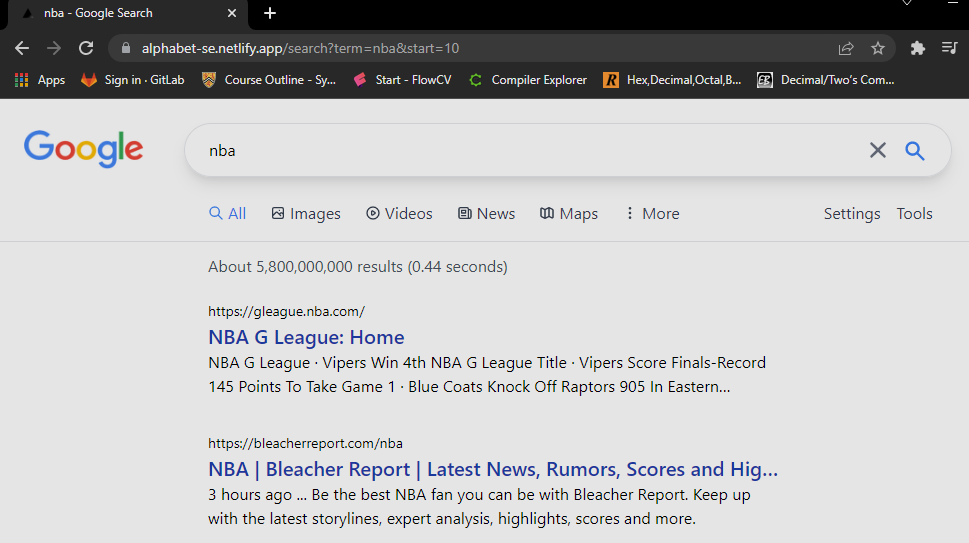 nba - Google Search
alphabet-se.netlify.app/search?term=nba&start=10
Apps Sign in · GitLab Course Outline - Sy... Start - FlowCV Compiler Explorer Hex,Decimal,Octal,B... Decimal/Two's Com...
Google nba
All Images Videos News Maps More Settings Tools
About 5,800,000,000 results (0.44 seconds)
https://gleague.nba.com/
NBA G League: Home
NBA G League · Vipers Win 4th NBA G League Title · Vipers Score Finals-Record
145 Points To Take Game 1 · Blue Coats Knock Off Raptors 905 In Eastern...
https://bleacherreport.com/nba
NBA | Bleacher Report | Latest News, Rumors, Scores and Hig...
3 hours ago ... Be the best NBA fan you can be with Bleacher Report. Keep up
with the latest storylines, expert analysis, highlights, scores and more.